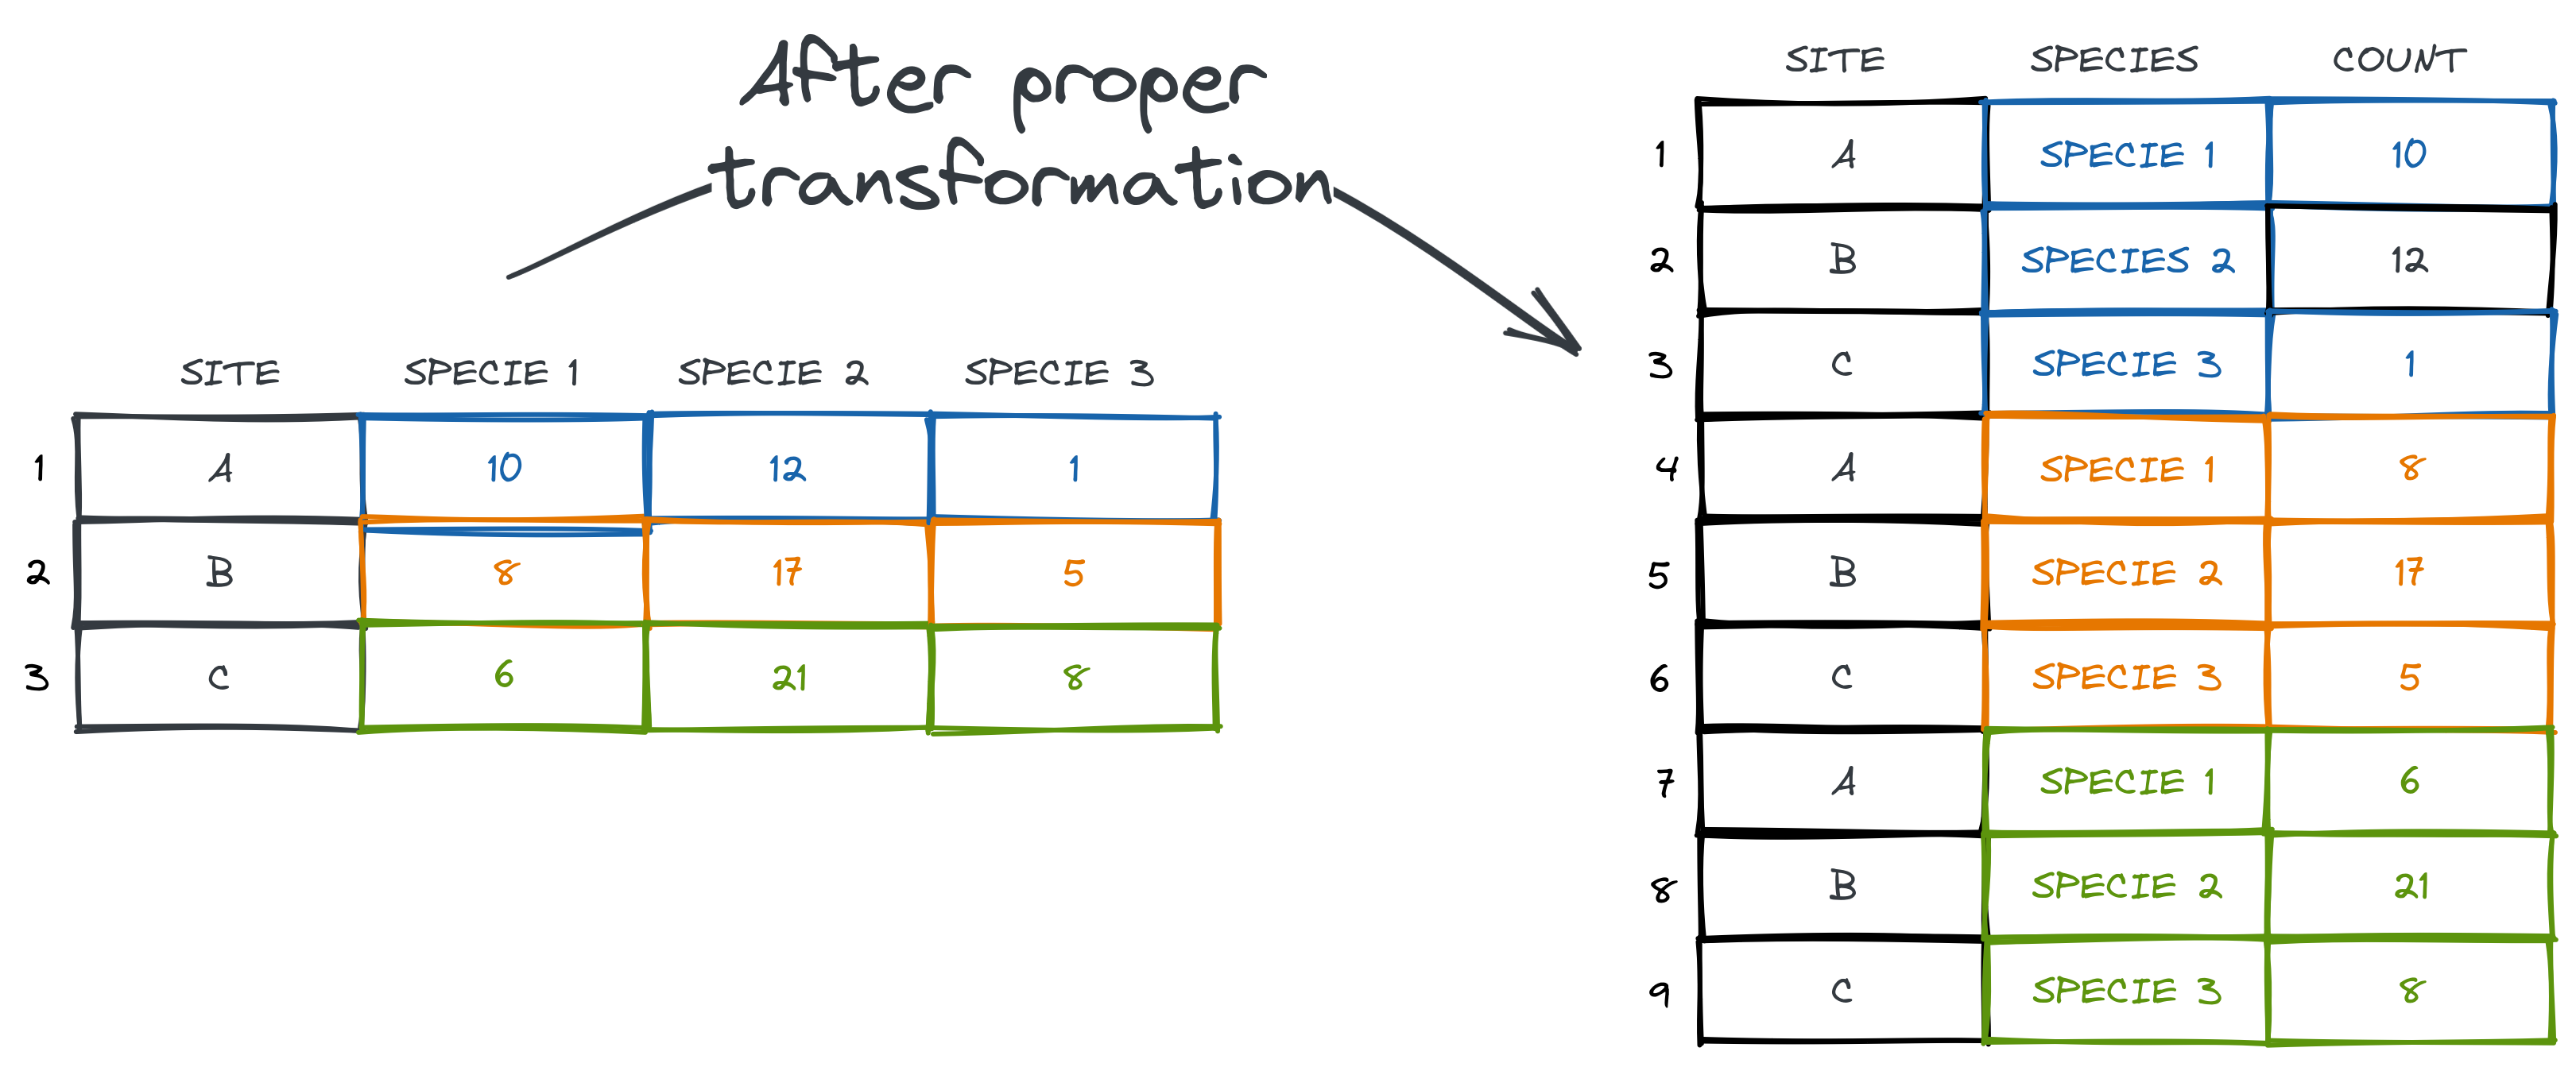 After proper
transformation
SITE SPECIE 1 SPECIE 2 SPECIE 3
1 A 10 12 1
2 B 8 17 5
3 C 6 21 8
SITE SPECIES COUNT
1 A SPECIE 1 10
2 B SPECIES 2 12
3 C SPECIE 3 1
4 A SPECIE 1 8
5 B SPECIE 2 17
6 C SPECIE 3 5
7 A SPECIE 1 6
8 B SPECIE 2 21
9 C SPECIE 3 8